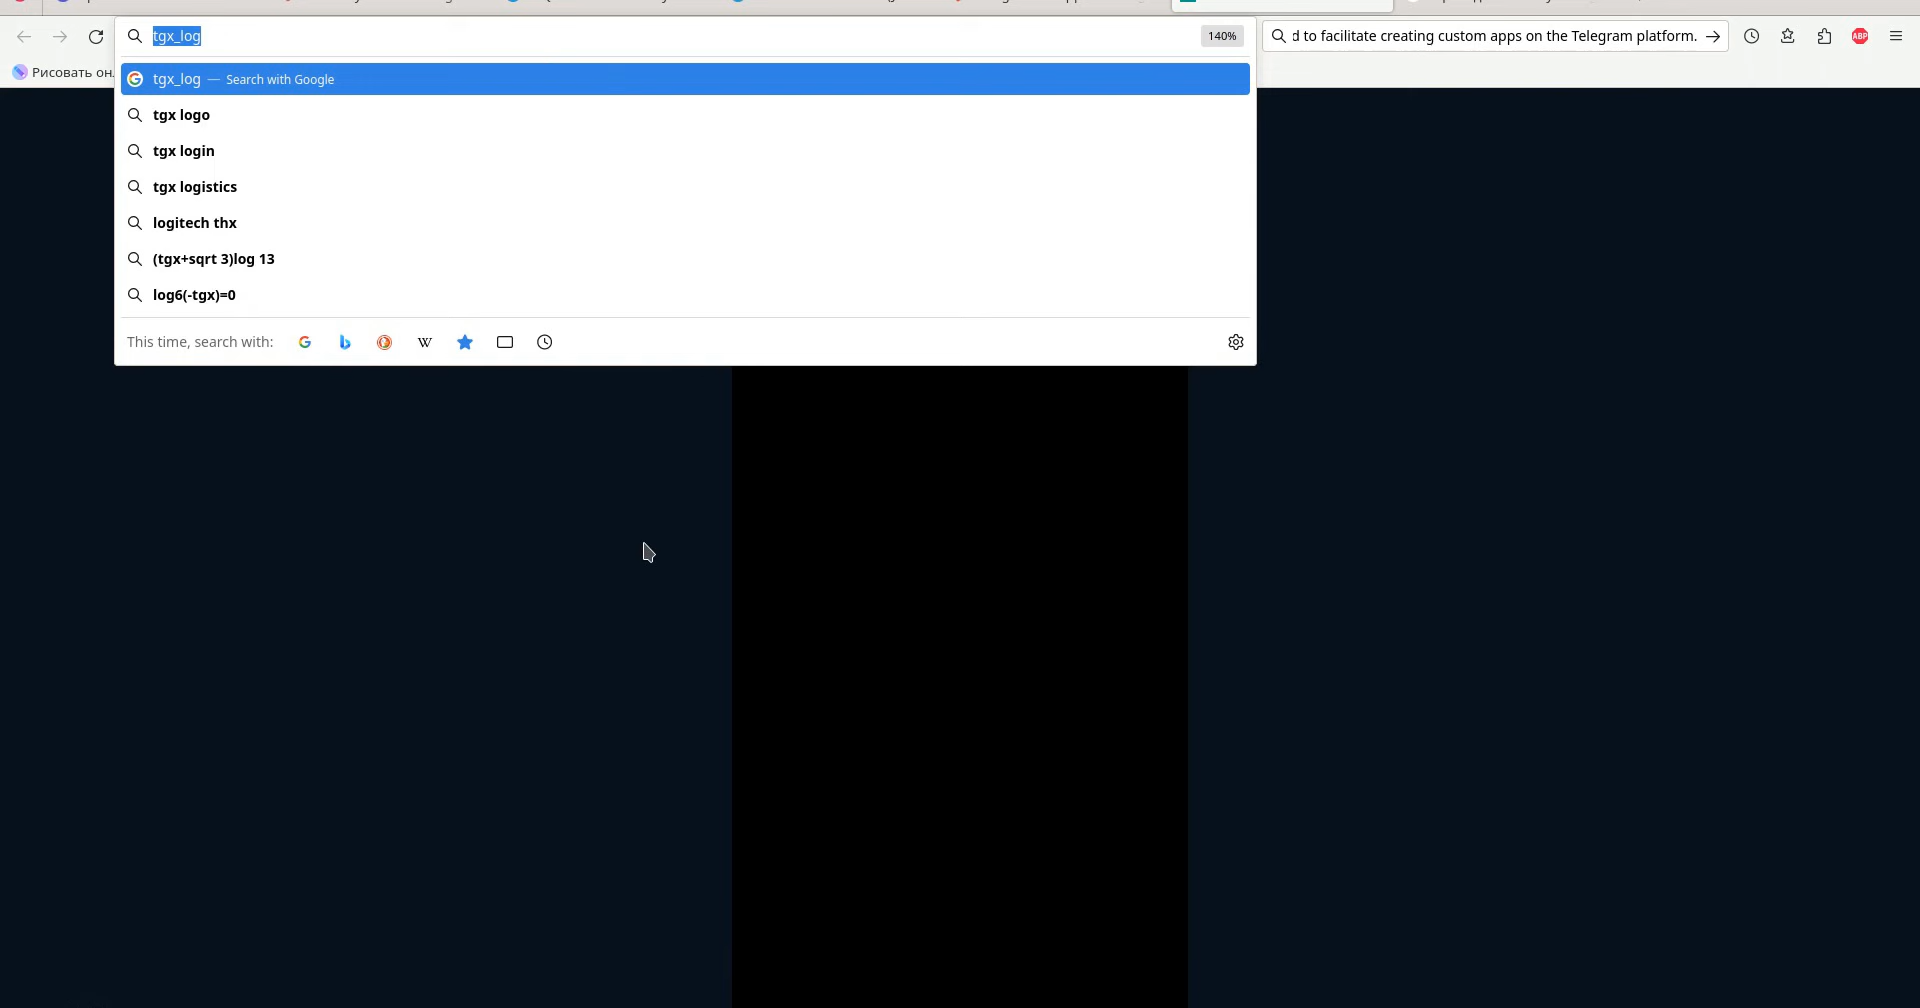 tgx_log
140%
d to facilitate creating custom apps on the Telegram platform.
ABP
Рисовать он
tgx_log — Search with Google
tgx logo
tgx login
tgx logistics
logitech thx
(tgx+sqrt 3)log 13
log6(-tgx)=0
This time, search with:
W